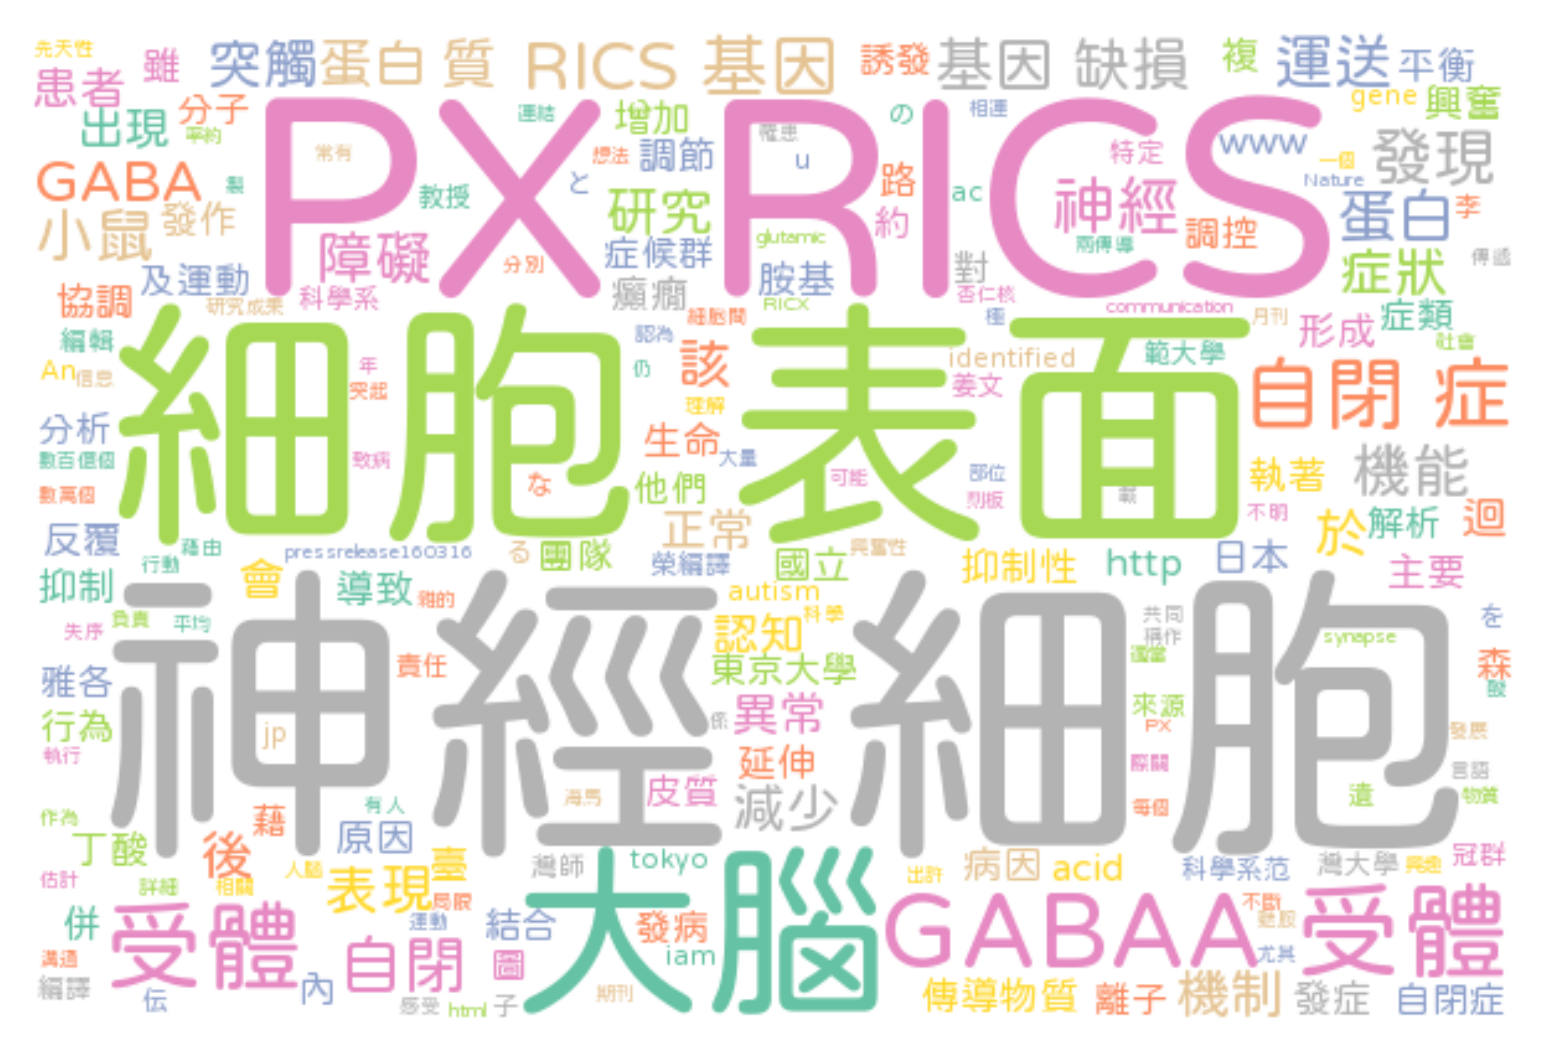 先天性
患者
雖
突觸
蛋白 質
RICS
基因
誘發
基因 缺損
複
運送
平衡
分子
出現
平約
連結
增加
の
相連
gene
興奮
PX RICS
罹患
常有
想法
調節
u
特定
www
一個
發現
GABA
製
教授
と
研究
路
ac
神經
Nature
蛋白
李
小鼠
發作
障礙
分別
症候群
glutamic
約
兩傳導
調控
及運動
胺基
對
症狀
傳遞
協調
研究成果
科學系
癲癇
RICX
杏仁核
communication
細胞 表面
細胞間
極
月刊
形成
症類
編輯
認為
該
identified
範大學
社會
An
信息
年
仍
姜文
自閉 症
突起
理解
分析
生命
大量
數百億個
致病
可能
部位
執著
機能
數萬個
な
他們
刻板
載
不明
正常
於
解析
迴
反覆
藉由
pressrelease160316
る
團隊
榮編譯
國立
興奮性
抑制性
http
日本
主要
行動
抑制
會
導致
雜的
autism
神經 細胞
負責
科學
共同
を
失序
平均
認知
稱作
synapse
雅各
責任
東京大學
適當
森
酸
行為
jp
係
異常
來源
PX
發展
執行
延伸
際關
言語
海馬
皮質
減少
每個
遺
物質
作為
有人
丁酸
後
藉
原因
灣師
tokyo
病因
acid
科學系范
灣大學
興趣
冠群
估計
詳細
相關
人腦
表現
臺
局限
大腦
出許
併
受體
運動
結合
發病
GABAA 受體
不斷
溝通
自閉
圖
iam
尤其
編譯
伝
內
感受
html
子
期刊
傳導物質
離子
機制
發症
自閉症